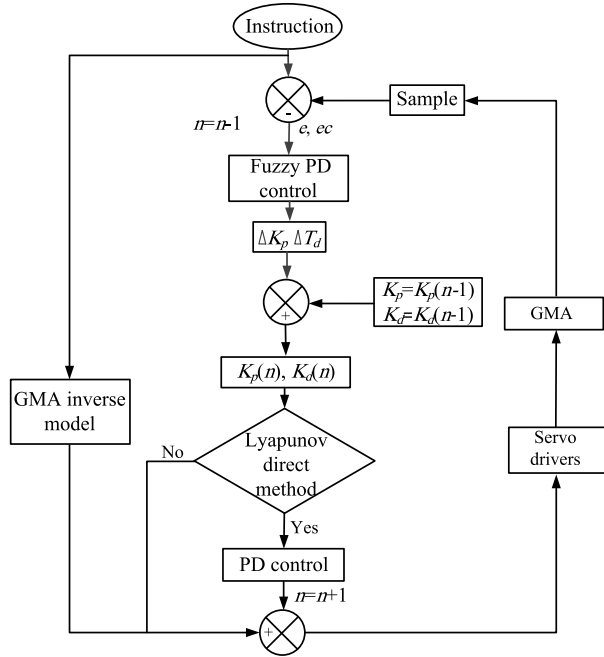 Instruction
Sample
-
n=n-1
e, ec
Fuzzy PD
control
ΔKp ΔTd
Kp=Kp(n-1)
Kd=Kd(n-1)
+
GMA
Kp(n), Kd(n)
GMA inverse
model
Lyapunov
direct
method
No
Servo
drivers
Yes
PD control
n=n+1
+